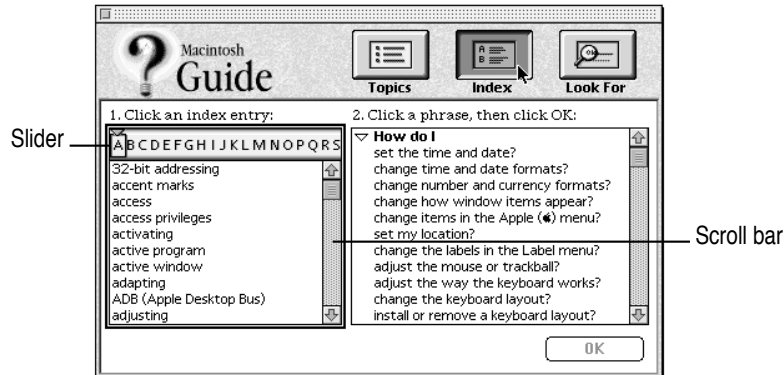 Macintosh
Guide
Topics
Index
Look For
1. Click an index entry:
2. Click a phrase, then click OK:
Slider
A B C D E F G H I J K L M N O P Q R S
32-bit addressing
accent marks
access
access privileges
activating
active program
active window
adapting
ADB (Apple Desktop Bus)
adjusting
How do I
set the time and date?
change time and date formats?
change number and currency formats?
change how window items appear?
change items in the Apple () menu?
set my location?
change the labels in the Label menu?
adjust the mouse or trackball?
adjust the way the keyboard works?
change the keyboard layout?
install or remove a keyboard layout?
Scroll bar
OK